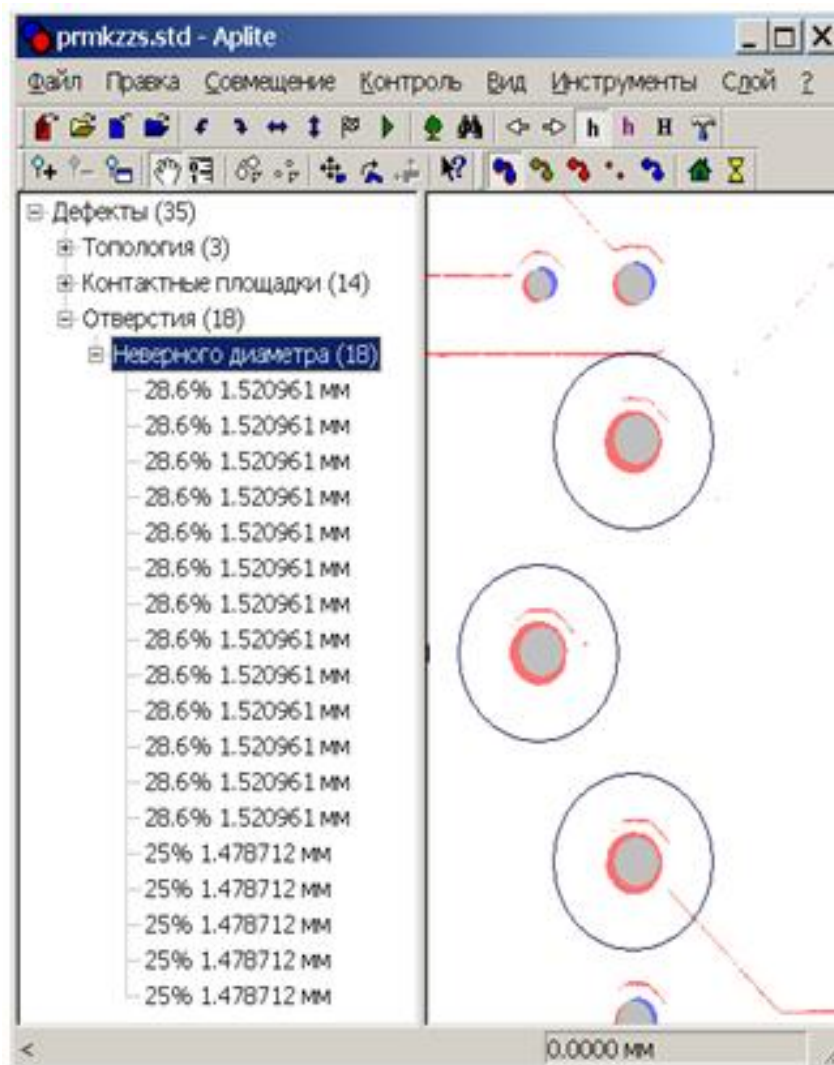 prmkzzs.std - Aplite
Файл Правка Совмещение Контроль Вид Инструменты Слой ?
h h H
Дефекты (35)
Топология (3)
Контактные площадки (14)
Отверстия (18)
Неверного диаметра (18)
28.6% 1.520961 мм
28.6% 1.520961 мм
28.6% 1.520961 мм
28.6% 1.520961 мм
28.6% 1.520961 мм
28.6% 1.520961 мм
28.6% 1.520961 мм
28.6% 1.520961 мм
28.6% 1.520961 мм
28.6% 1.520961 мм
28.6% 1.520961 мм
28.6% 1.520961 мм
28.6% 1.520961 мм
25% 1.478712 мм
25% 1.478712 мм
25% 1.478712 мм
25% 1.478712 мм
25% 1.478712 мм
< 0.0000 мм